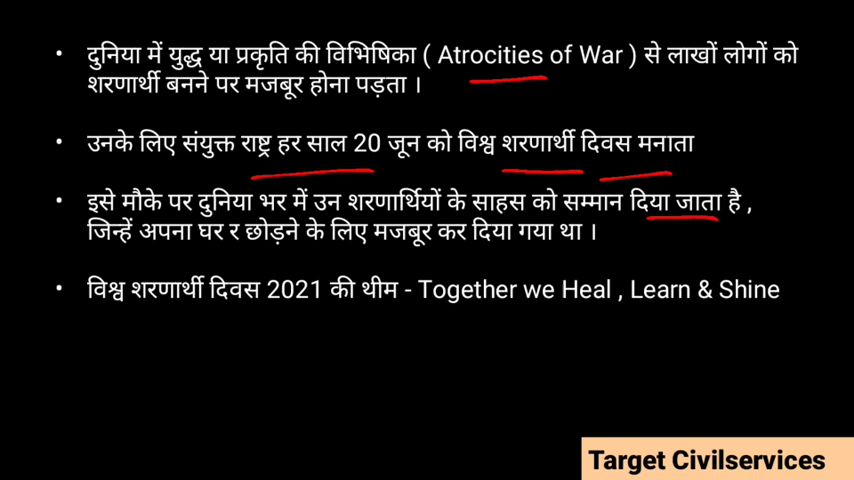 • दुनिया में युद्ध या प्रकृति की विभिषिका ( Atrocities of War ) से लाखों लोगों को
शरणार्थी बनने पर मजबूर होना पड़ता ।
• उनके लिए संयुक्त राष्ट्र हर साल 20 जून को विश्व शरणार्थी दिवस मनाता
• इसे मौके पर दुनिया भर में उन शरणार्थियों के साहस को सम्मान दिया जाता है ,
जिन्हें अपना घर र छोड़ने के लिए मजबूर कर दिया गया था ।
• विश्व शरणार्थी दिवस 2021 की थीम - Together we Heal , Learn & Shine
Target Civilservices